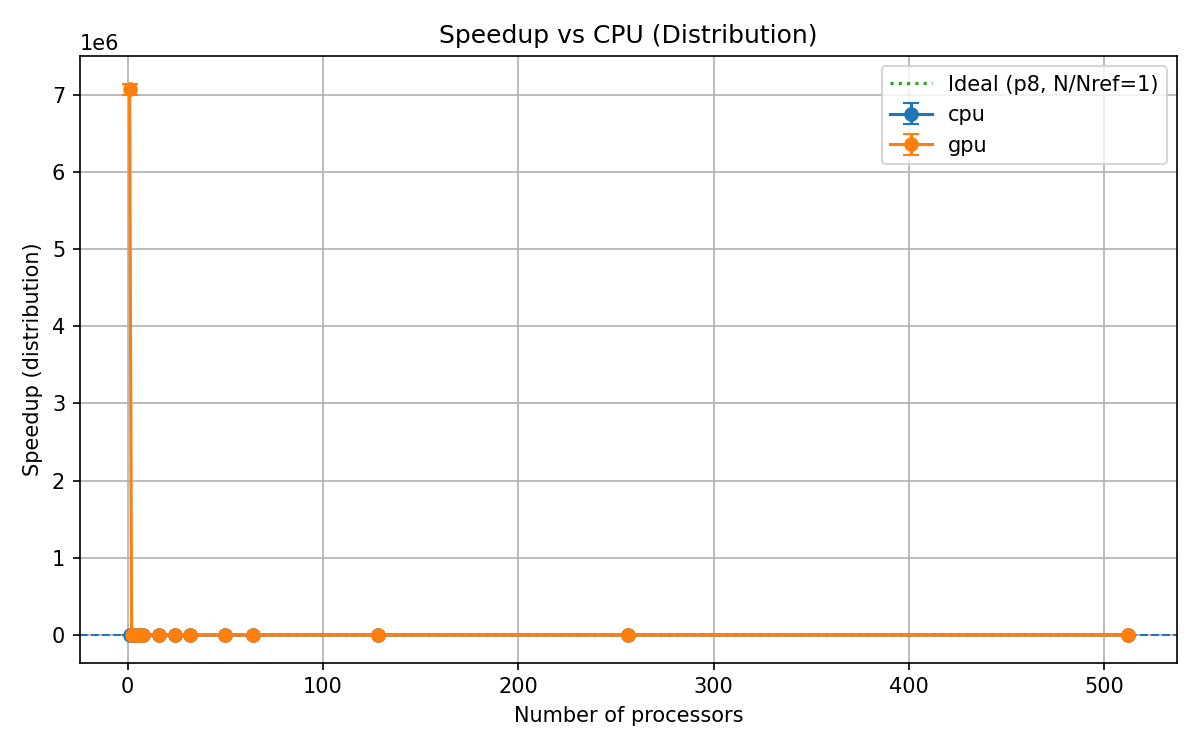 Speedup vs CPU (Distribution)
1e6
Ideal (p8, N/Nref=1)
cpu
gpu
7
6
5
4
3
2
1
0
Speedup (distribution)
0 100 200 300 400 500
Number of processors